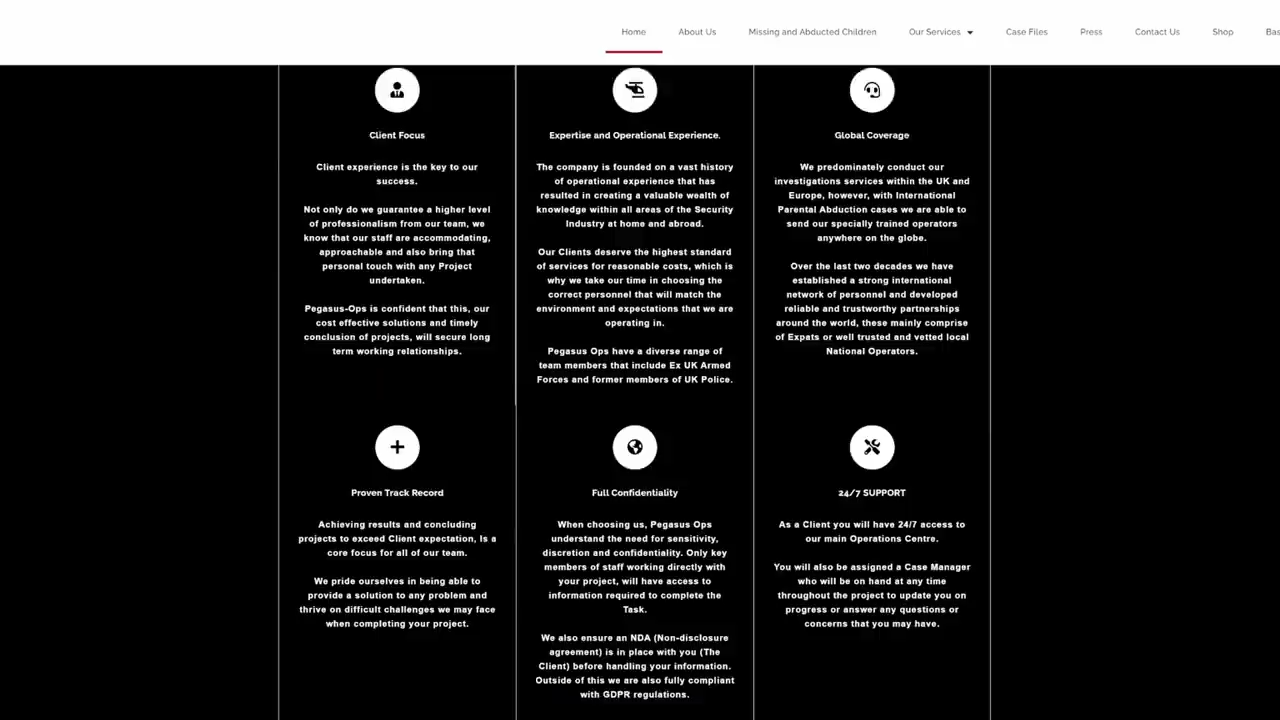 Home About Us Missing and Abducted Children Our Services Case Files Press Contact Us Shop Bas
Client Focus
Client experience is the key to our
success.
Not only do we guarantee a higher level
of professionalism from our team, we
know that our staff are accommodating,
approachable and also bring that
personal touch with any Project
undertaken.
Pegasus-Ops is confident that this, our
cost effective solutions and timely
conclusion of projects, will secure long
term working relationships.
Expertise and Operational Experience.
The company is founded on a vast history
of operational experience that has
resulted in creating a valuable wealth of
knowledge within all areas of the Security
Industry at home and abroad.
Our Clients deserve the highest standard
of services for reasonable costs, which is
why we take our time in choosing the
correct personnel that will match the
environment and expectations that we are
operating in.
Pegasus Ops have a diverse range of
team members that include Ex UK Armed
Forces and former members of UK Police.
Global Coverage
We predominately conduct our
investigations services within the UK and
Europe, however, with International
Parental Abduction cases we are able to
send our specially trained operators
anywhere on the globe.
Over the last two decades we have
established a strong international
network of personnel and developed
reliable and trustworthy partnerships
around the world, these mainly comprise
of Expats or well trusted and vetted local
National Operators.
Proven Track Record
Achieving results and concluding
projects to exceed Client expectation, Is a
core focus for all of our team.
We pride ourselves in being able to
provide a solution to any problem and
thrive on difficult challenges we may face
when completing your project.
Full Confidentiality
When choosing us, Pegasus Ops
understand the need for sensitivity,
discretion and confidentiality. Only key
members of staff working directly with
your project, will have access to
information required to complete the
Task.
We also ensure an NDA (Non-disclosure
agreement) is in place with you (The
Client) before handling your information.
Outside of this we are also fully compliant
with GDPR regulations.
24/7 SUPPORT
As a Client you will have 24/7 access to
our main Operations Centre.
You will also be assigned a Case Manager
who will be on hand at any time
throughout the project to update you on
progress or answer any questions or
concerns that you may have.